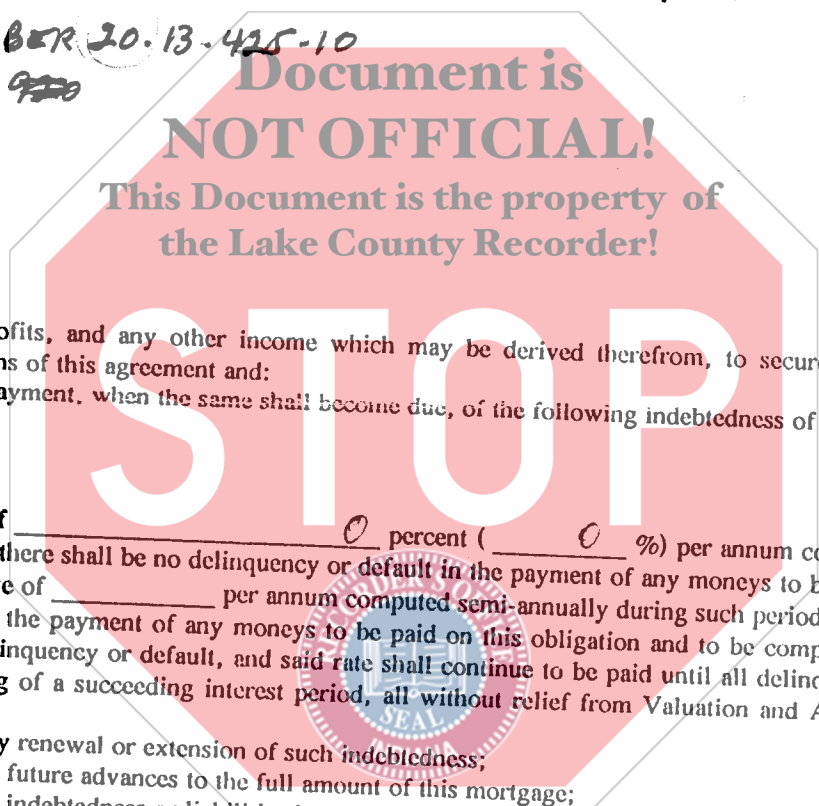 BER 20-13-425-10
Document is
NOT OFFICIAL!
This Document is the property of
the Lake County Recorder!
STOP
ofits, and any other income which may be derived therefrom, to secur
ns of this agreement and:
ayment, when the same shall become due, of the following indebtedness of
f 0 percent ( 0 %) per annum co
there shall be no delinquency or default in the payment of any moneys to b
e of ____________ per annum computed semi-annually during such period
the payment of any moneys to be paid on this obligation and to be comp
inquency or default, and said rate shall continue to be paid until all delinq
g of a succeeding interest period, all without relief from Valuation and A
SEAL
y renewal or extension of such indebtedness;
future advances to the full amount of this mortgage;